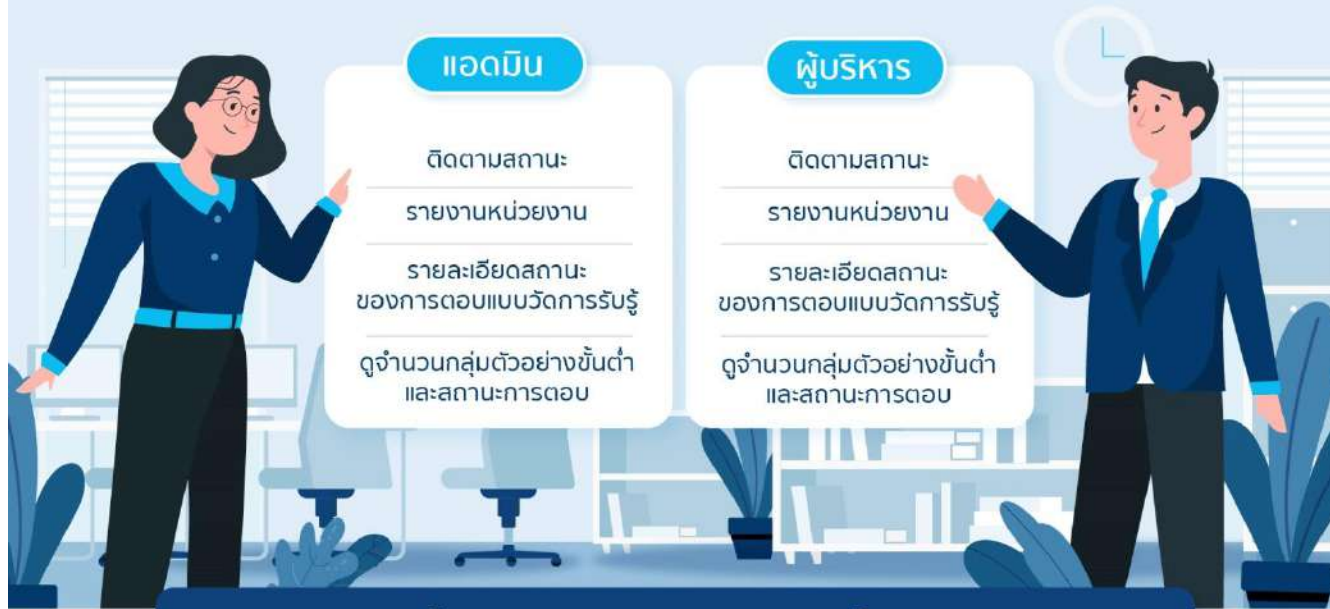 แอดมิน
ติดตามสถานะ
รายงานหน่วยงาน
รายละเอียดสถานะ
ของการตอบแบบวัดการรับรู้
ดูจำนวนกลุ่มตัวอย่างขั้นต่ำ
และสถานะการตอบ
ผู้บริหาร
ติดตามสถานะ
รายงานหน่วยงาน
รายละเอียดสถานะ
ของการตอบแบบวัดการรับรู้
ดูจำนวนกลุ่มตัวอย่างขั้นต่ำ
และสถานะการตอบ